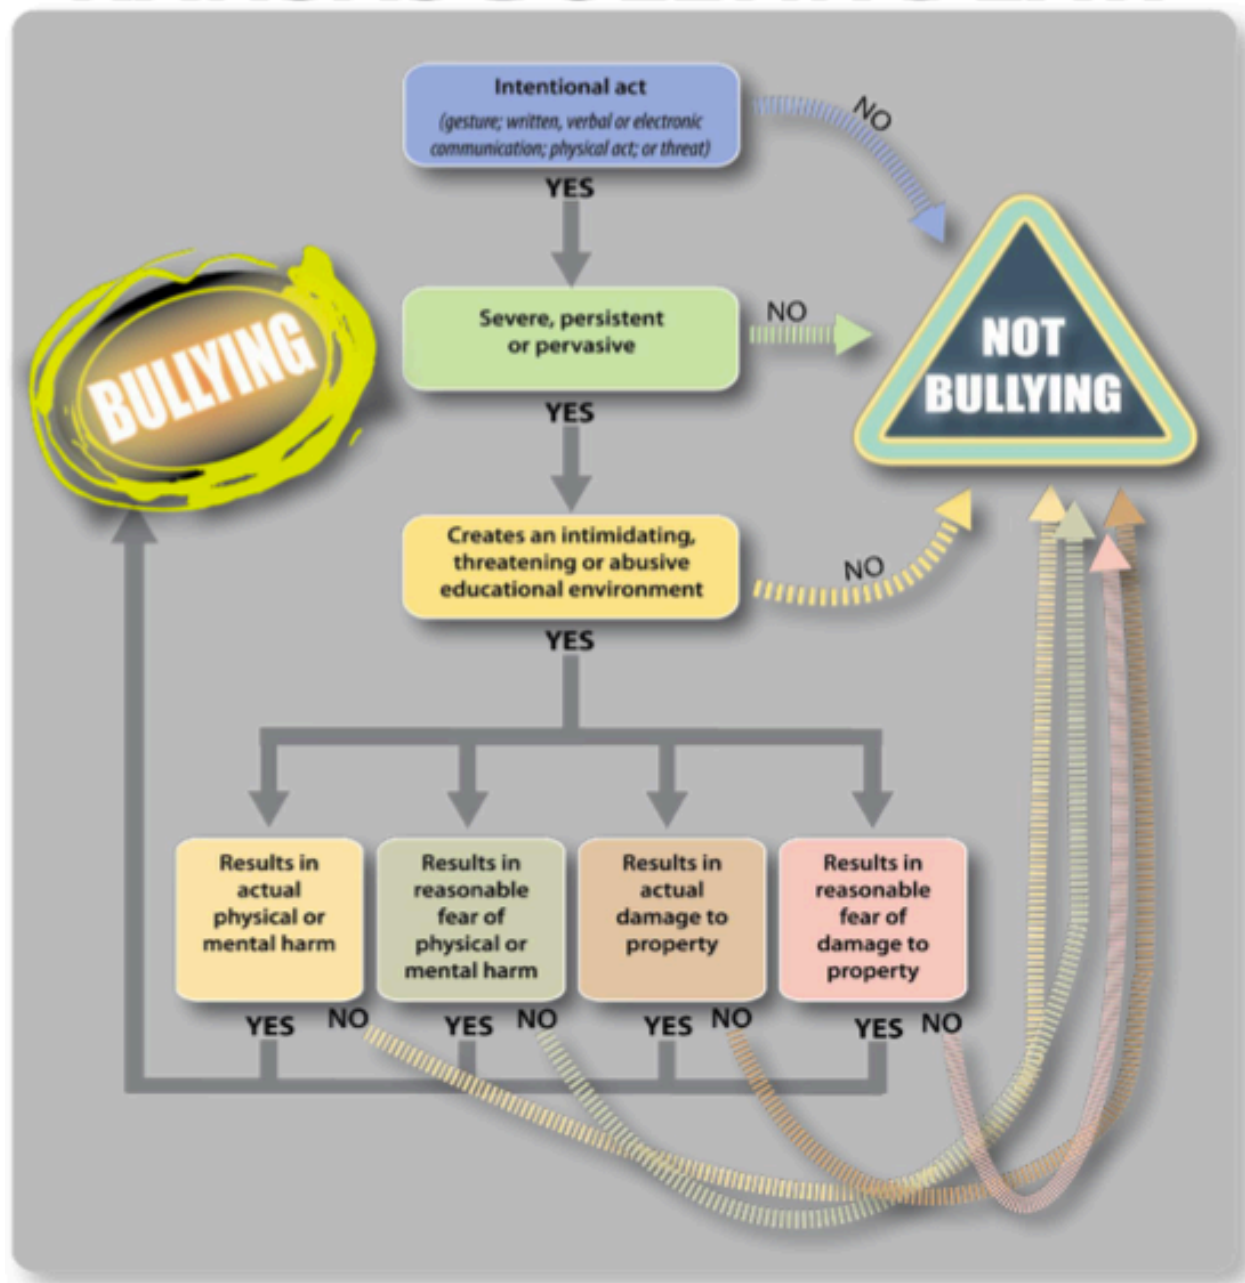 Intentional act
(gesture; written, verbal or electronic
communication; physical act; or threat)
NO
YES
BULLYING
Severe, persistent
or pervasive
NO
NOT
BULLYING
YES
Creates an intimidating,
threatening or abusive
educational environment
NO
YES
Results in
actual
physical or
mental harm
Results in
reasonable
fear of
physical or
mental harm
Results in
actual
damage to
property
Results in
reasonable
fear of
damage to
property
YES NO
YES NO
YES NO
YES NO